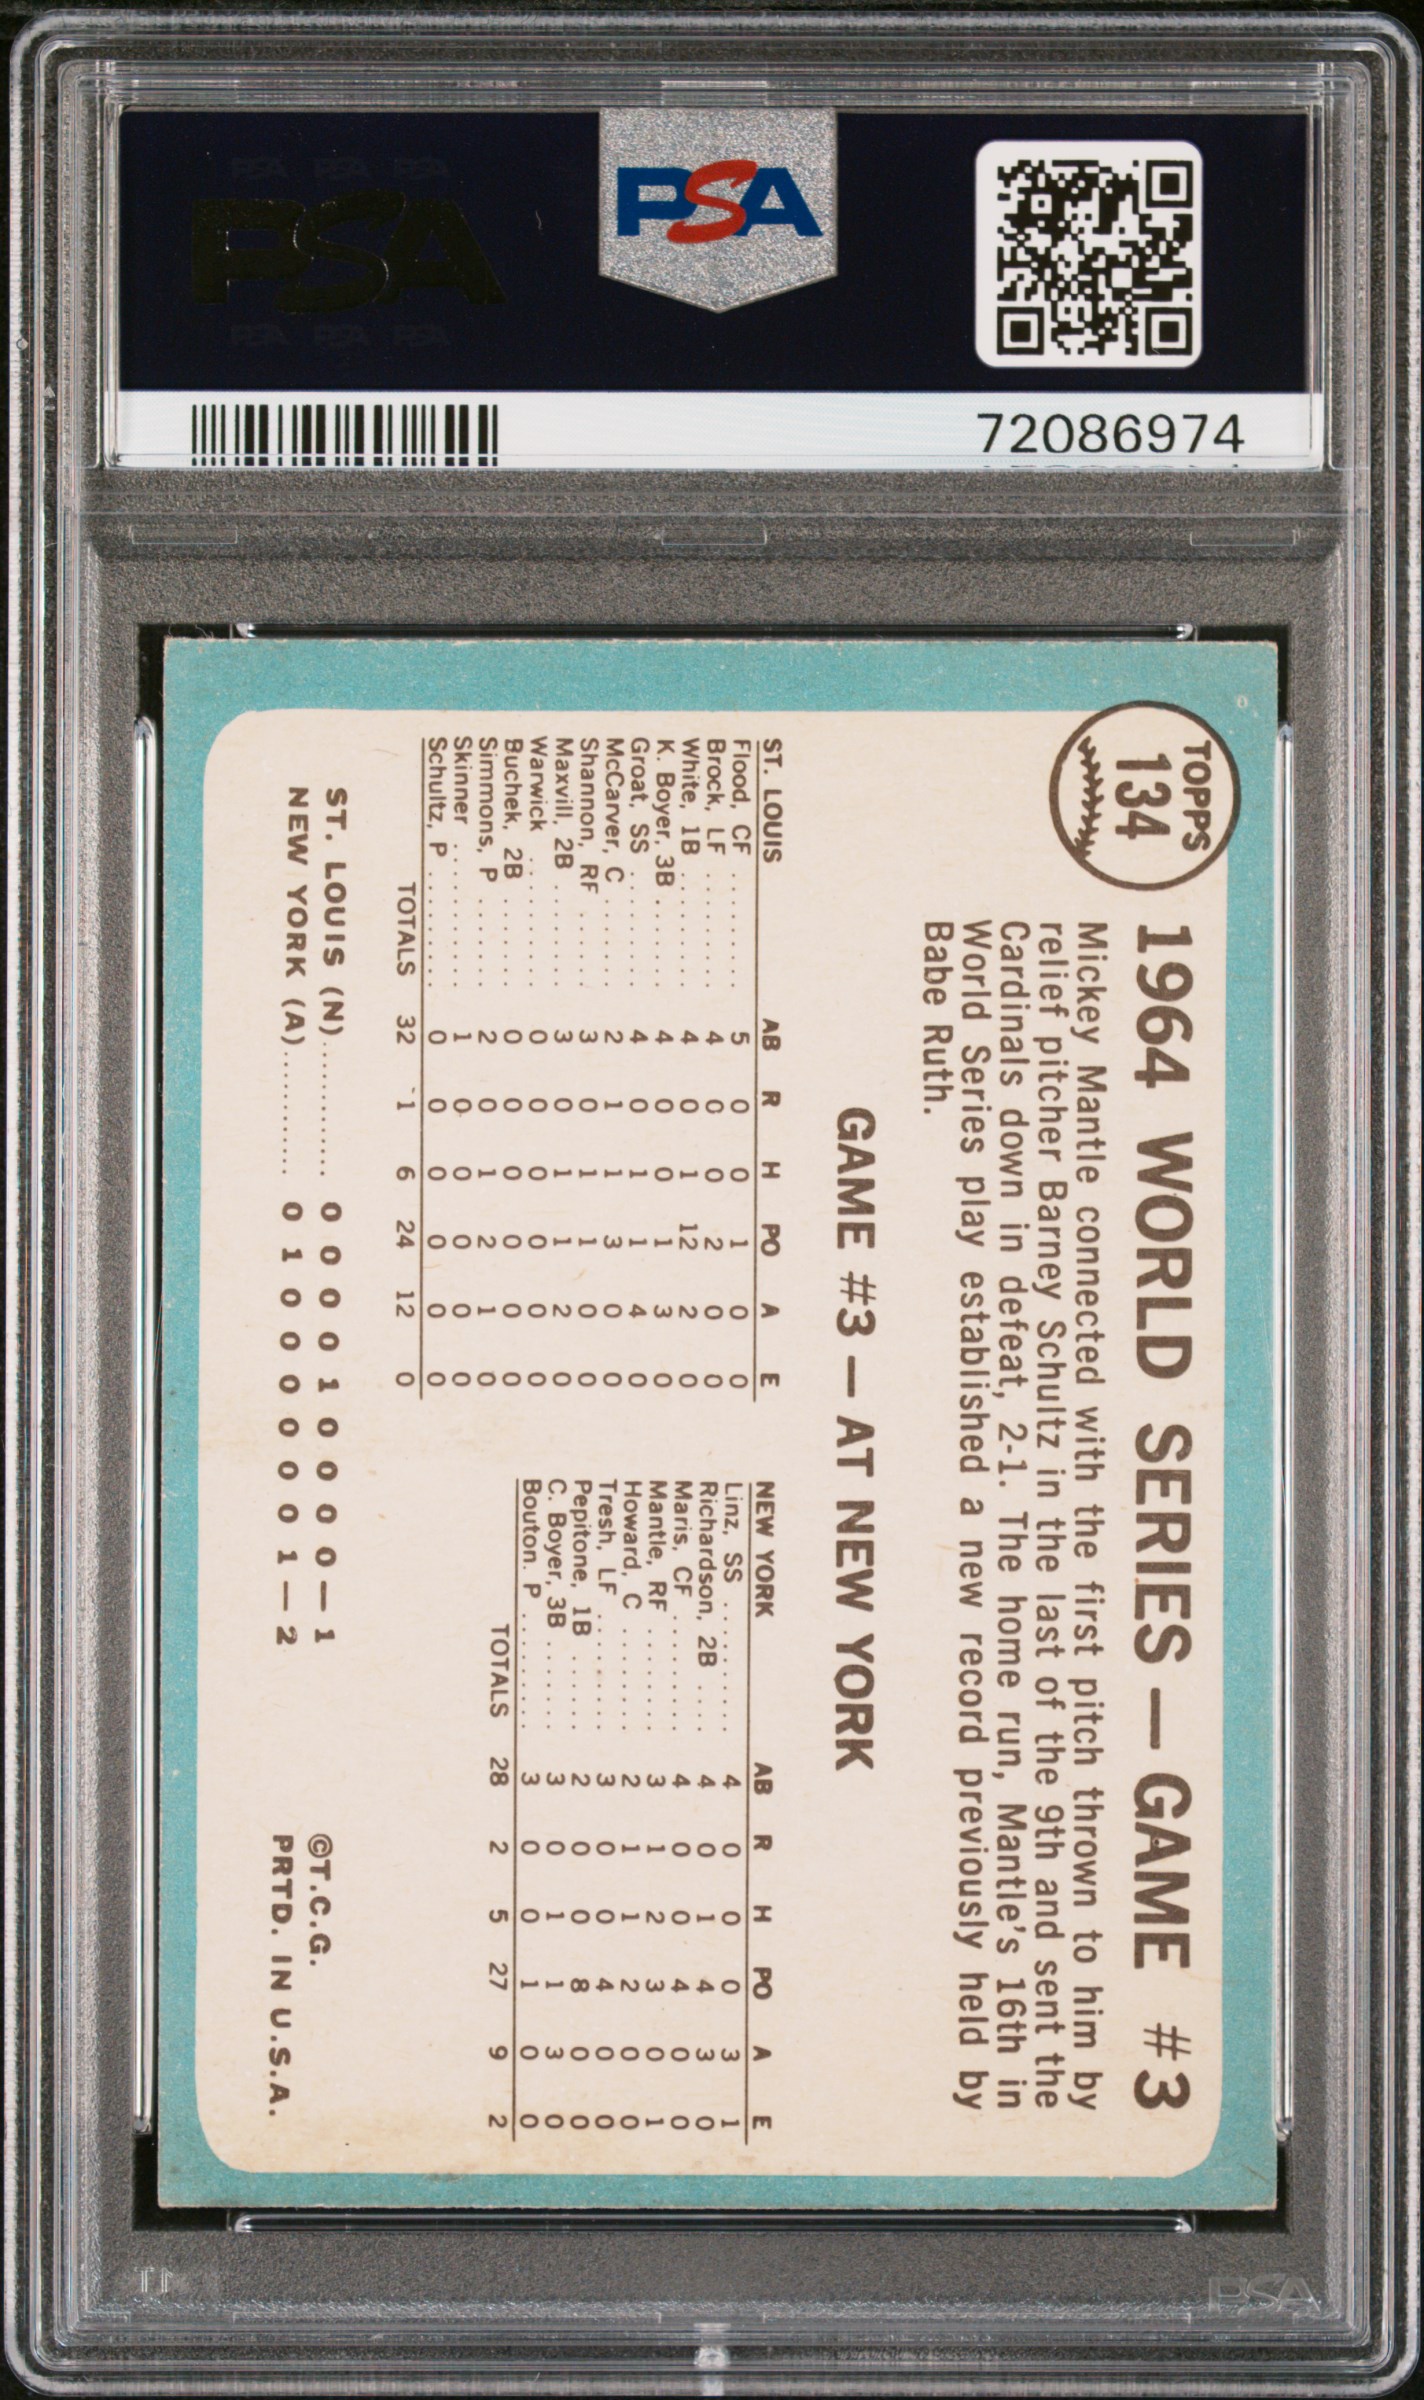 PSA PSA PSA
PSA
PSA PSA PSA
PSA
72086974
TOPPS
134
1964 WORLD SERIES — GAME #3
Mickey Mantle connected with the first pitch thrown to him by
relief pitcher Barney Schultz in the last of the 9th and sent the
Cardinals down in defeat, 2-1. The home run, Mantle's 16th in
World Series play established a new record previously held by
Babe Ruth.
GAME #3 — AT NEW YORK
ST. LOUIS AB R H PO A E
Flood, CF ......... 5 0 0 1 0 0
Brock, LF ......... 4 0 0 2 0 0
White, 1B ......... 4 0 1 12 2 0
K. Boyer, 3B ....... 4 0 0 1 3 0
Groat, SS ......... 4 0 1 1 4 0
McCarver, C ........ 2 1 1 3 0 0
Shannon, RF ...... 3 0 1 1 0 0
Maxvill, 2B ........ 3 0 1 1 2 0
Warwick .......... 0 0 0 0 0 0
Buchek, 2B ........ 0 0 0 0 0 0
Simmons, P ....... 2 0 1 2 1 0
Skinner ........... 1 0 0 0 0 0
Schultz, P ......... 0 0 0 0 0 0
TOTALS 32 1 6 24 12 0
NEW YORK AB R H PO A E
Linz, SS .......... 4 0 0 0 3 1
Richardson, 2B .... 4 0 1 4 3 0
Maris, CF ......... 4 0 0 4 0 0
Mantle, RF ........ 3 1 2 3 0 1
Howard, C ......... 2 1 1 2 0 0
Tresh, LF .......... 3 0 0 4 0 0
Pepitone, 1B ...... 2 0 0 8 0 0
C. Boyer, 3B ....... 3 0 1 1 3 0
Bouton. P ......... 3 0 0 1 0 0
TOTALS 28 2 5 27 9 2
ST. LOUIS (N)............ 0 0 0 0 1 0 0 0 0 — 1
NEW YORK (A)............ 0 1 0 0 0 0 0 0 1 — 2
©T.C.G.
PRTD. IN U.S.A.
PSA